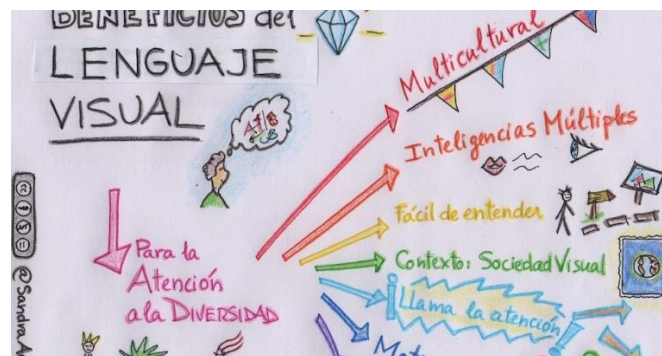 BENEFICIOS del
LENGUAJE
VISUAL
Multicultural
Inteligencias Múltiples
Fácil de entender
Contexto: Sociedad Visual
¡Llama la atención!
Para la
Atención
a la DIVERSIDAD